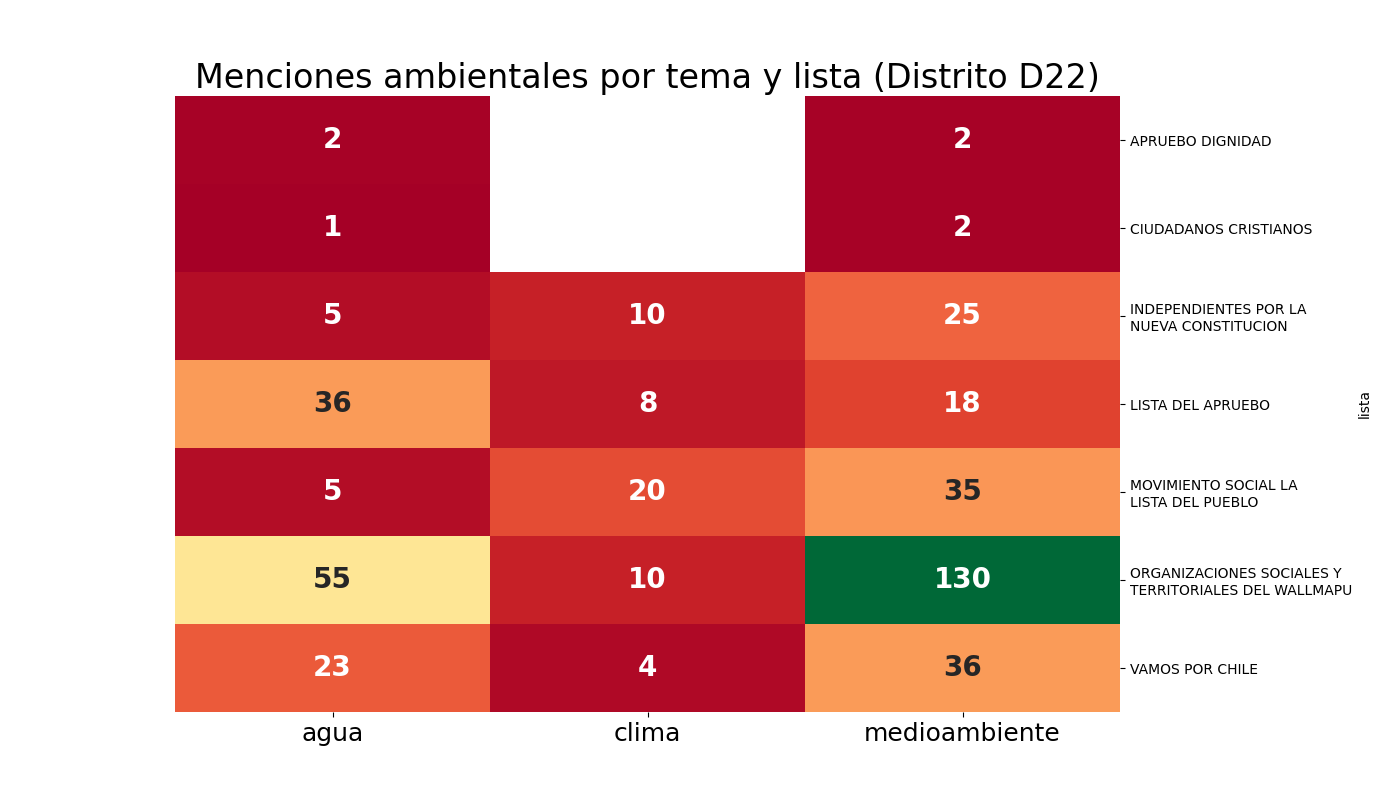 Menciones ambientales por tema y lista (Distrito D22)
2 2 APRUEBO DIGNIDAD
1 2 CIUDADANOS CRISTIANOS
5 10 25 INDEPENDIENTES POR LA
NUEVA CONSTITUCION
36 8 18 LISTA DEL APRUEBO
lista
5 20 35 MOVIMIENTO SOCIAL LA
LISTA DEL PUEBLO
55 10 130 ORGANIZACIONES SOCIALES Y
TERRITORIALES DEL WALLMAPU
23 4 36 VAMOS POR CHILE
agua clima medioambiente